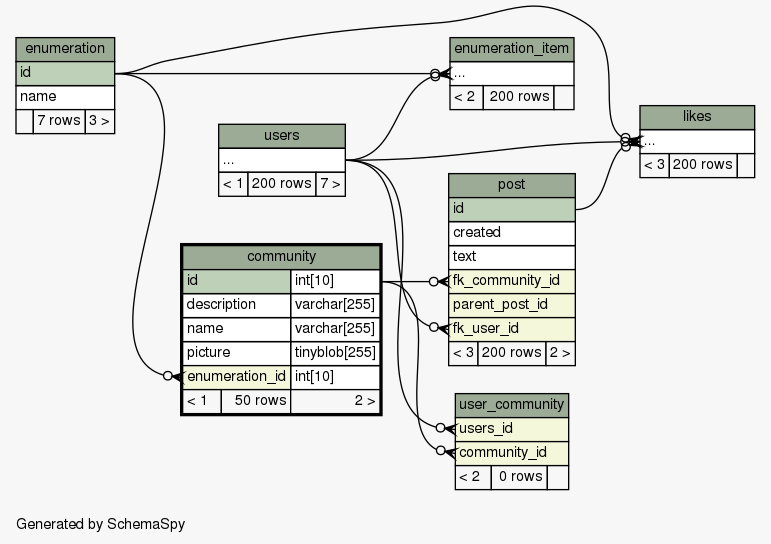 enumeration
id
name
7 rows 3 >
enumeration_item
...
< 2 200 rows
likes
...
< 3 200 rows
users
...
< 1 200 rows 7 >
post
id
created
text
fk_community_id
parent_post_id
fk_user_id
< 3 200 rows 2 >
community
id int[10]
description varchar[255]
name varchar[255]
picture tinyblob[255]
enumeration_id int[10]
< 1 50 rows 2 >
user_community
users_id
community_id
< 2 0 rows
Generated by SchemaSpy